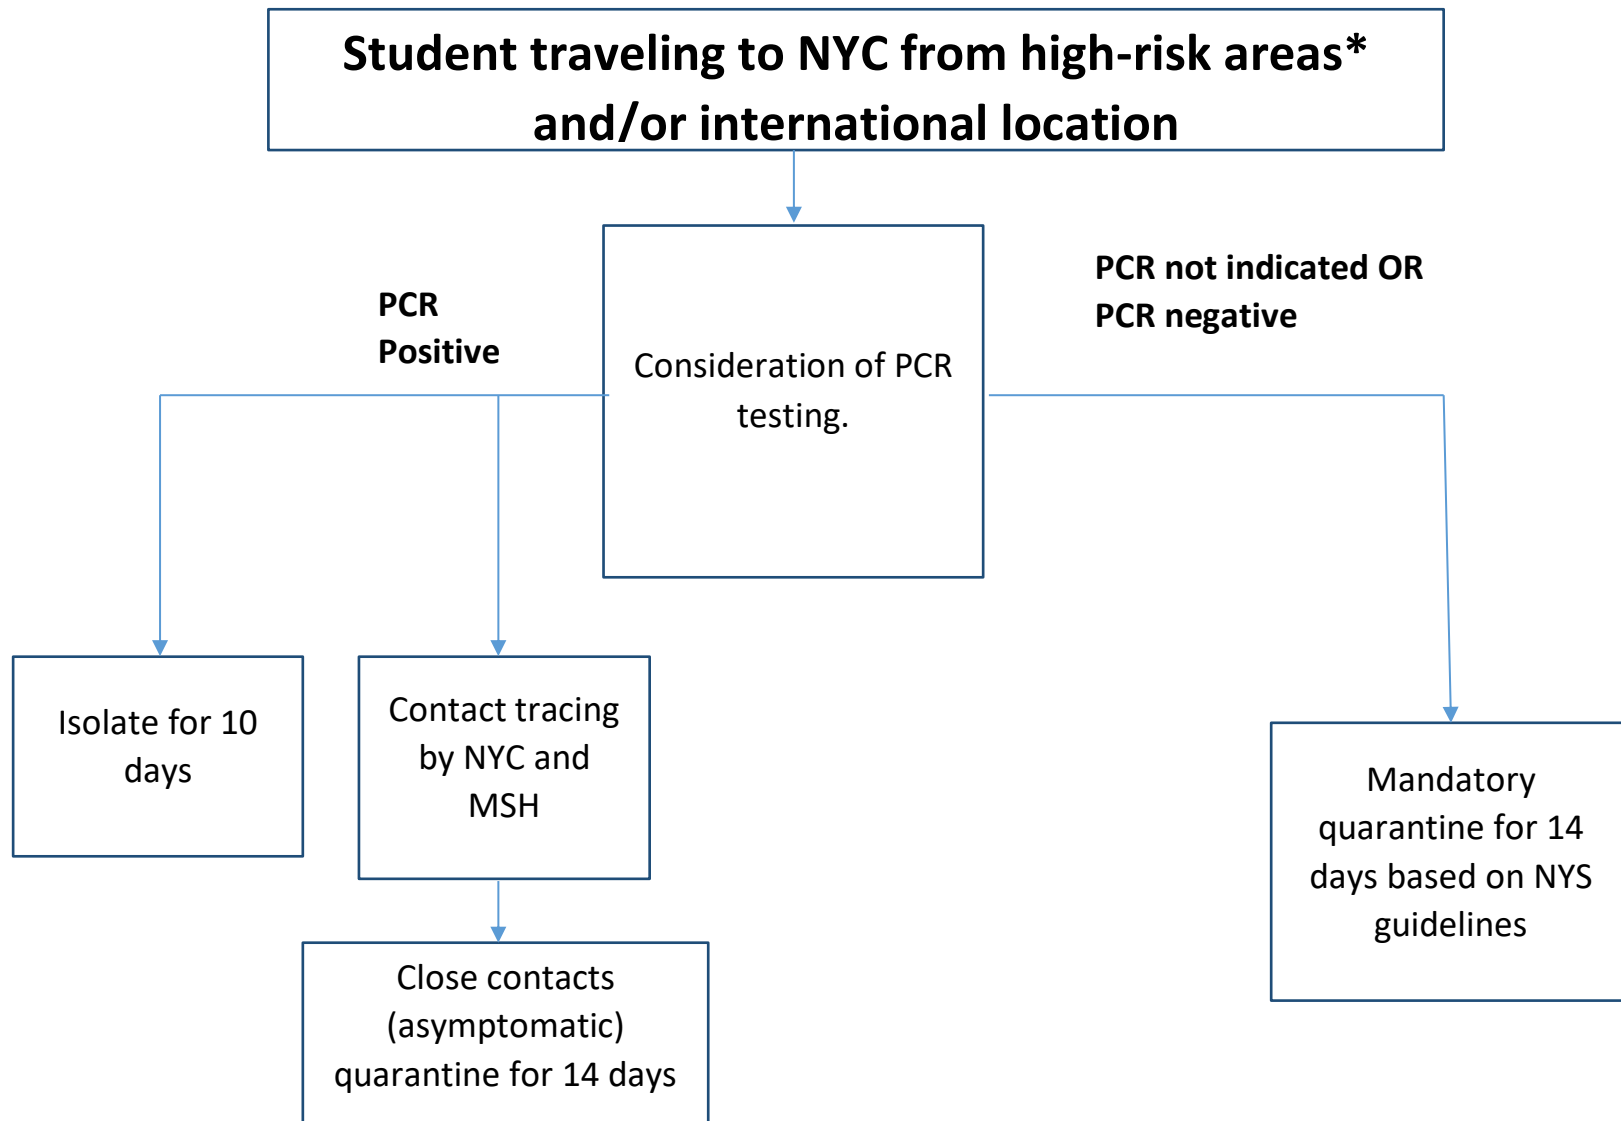 Student traveling to NYC from high-risk areas*
and/or international location
PCR
Positive
PCR not indicated OR
PCR negative
Consideration of PCR
testing.
Isolate for 10
days
Contact tracing
by NYC and
MSH
Mandatory
quarantine for 14
days based on NYS
guidelines
Close contacts
(asymptomatic)
quarantine for 14 days